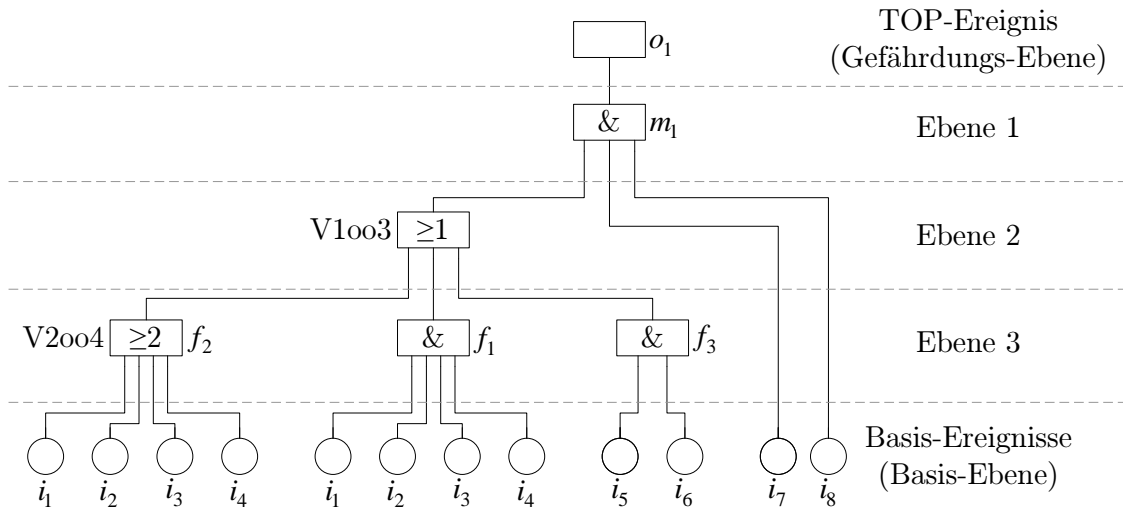 TOP-Ereignis
(Gefährdungs-Ebene)
o1
& m1
Ebene 1
V1oo3 ≥1
Ebene 2
V2oo4 ≥2 f2
& f1
& f3
Ebene 3
Basis-Ereignisse
(Basis-Ebene)
i1 i2 i3 i4 i1 i2 i3 i4 i5 i6 i7 i8